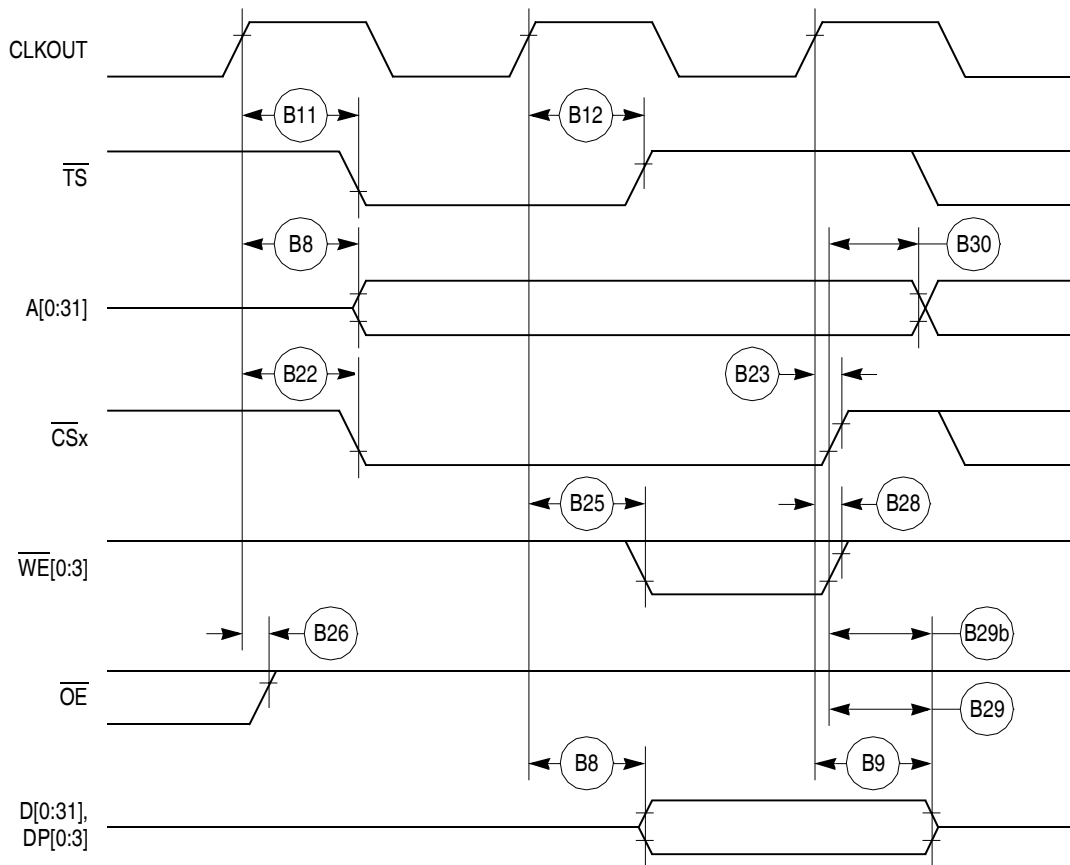 CLKOUT
B11
B12
TS
B8
B30
A[0:31]
B22
B23
CSx
B25
B28
WE[0:3]
B26
B29b
OE
B29
B8
B9
D[0:31],
DP[0:3]